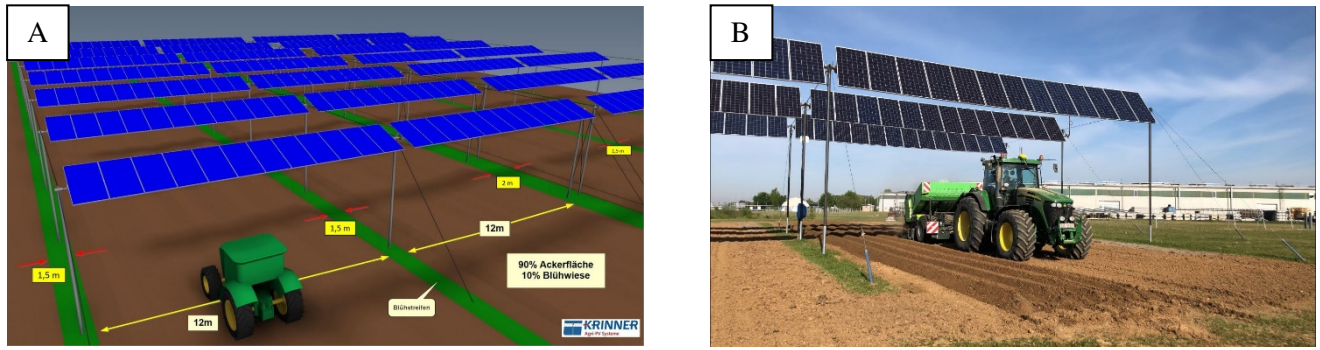 A
1,5 m
2 m
1,5 m
12m
1,5 m
90% Ackerfläche
10% Blühwiese
Blühstreifen
12m
KRINNER
Agri-PV Systeme
B